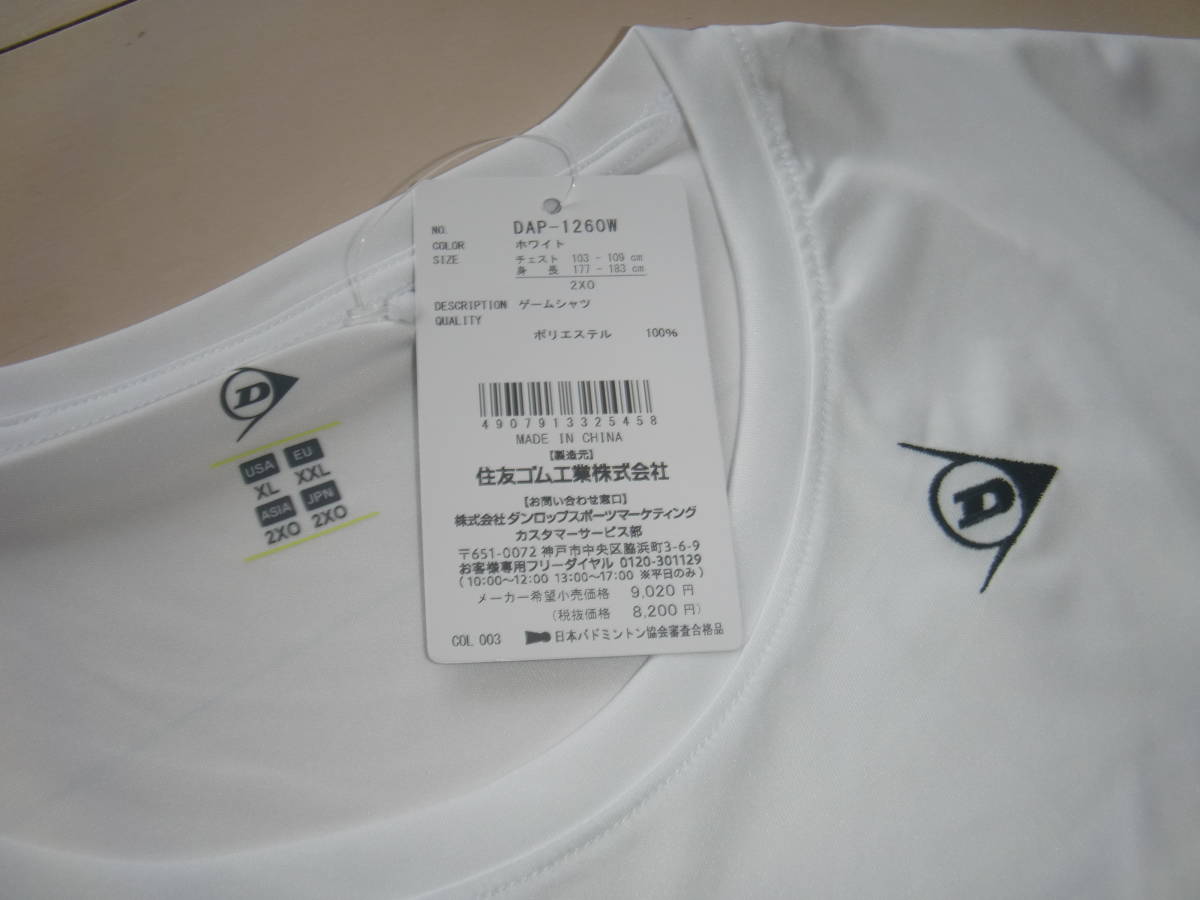 NO. DAP-1260W
COLOR ホワイト
SIZE チェスト 103 - 109 cm
身 長 177 - 183 cm
2XO
DESCRIPTION ゲームシャツ
QUALITY
ポリエステル 100%
4907913325458
MADE IN CHINA
【製造元】
住友ゴム工業株式会社
【お問い合わせ窓口】
株式会社ダンロップスポーツマーケティング
カスタマーサービス部
〒651-0072 神戸市中央区脇浜町3-6-9
お客様専用フリーダイヤル 0120-301129
(10:00~12:00 13:00~17:00 ※平日のみ)
メーカー希望小売価格 9,020 円
(税抜価格 8,200 円)
COL 003 日本バドミントン協会審査合格品
D
USA EU
XL XXL
ASIA JPN
2XO 2XO
D